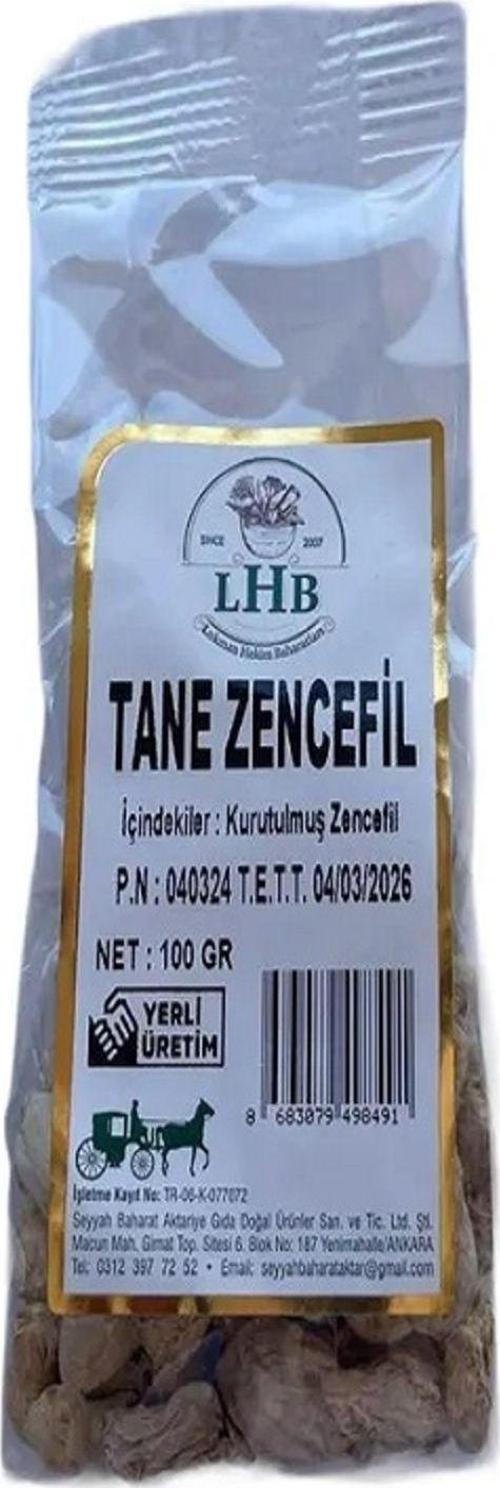 SINCE 2007
LHB
Lokman Hekim Baharatları
TANE ZENCEFİL
İçindekiler : Kurutulmuş Zencefil
P.N : 040324 T.E.T.T. 04/03/2026
NET : 100 GR
YERLİ
ÜRETİM
8 683079 498491
İşletme Kayıt No: TR-06-K-077072
Seyyah Baharat Aktariye Gıda Doğal Ürünler San. ve Tic. Ltd. Şti.
Macun Mah. Gimat Top. Sitesi 6. Blok No: 187 Yenimahalle/ANKARA
Tel: 0312 397 72 52 • Email: seyyahbaharataktar@gmail.com